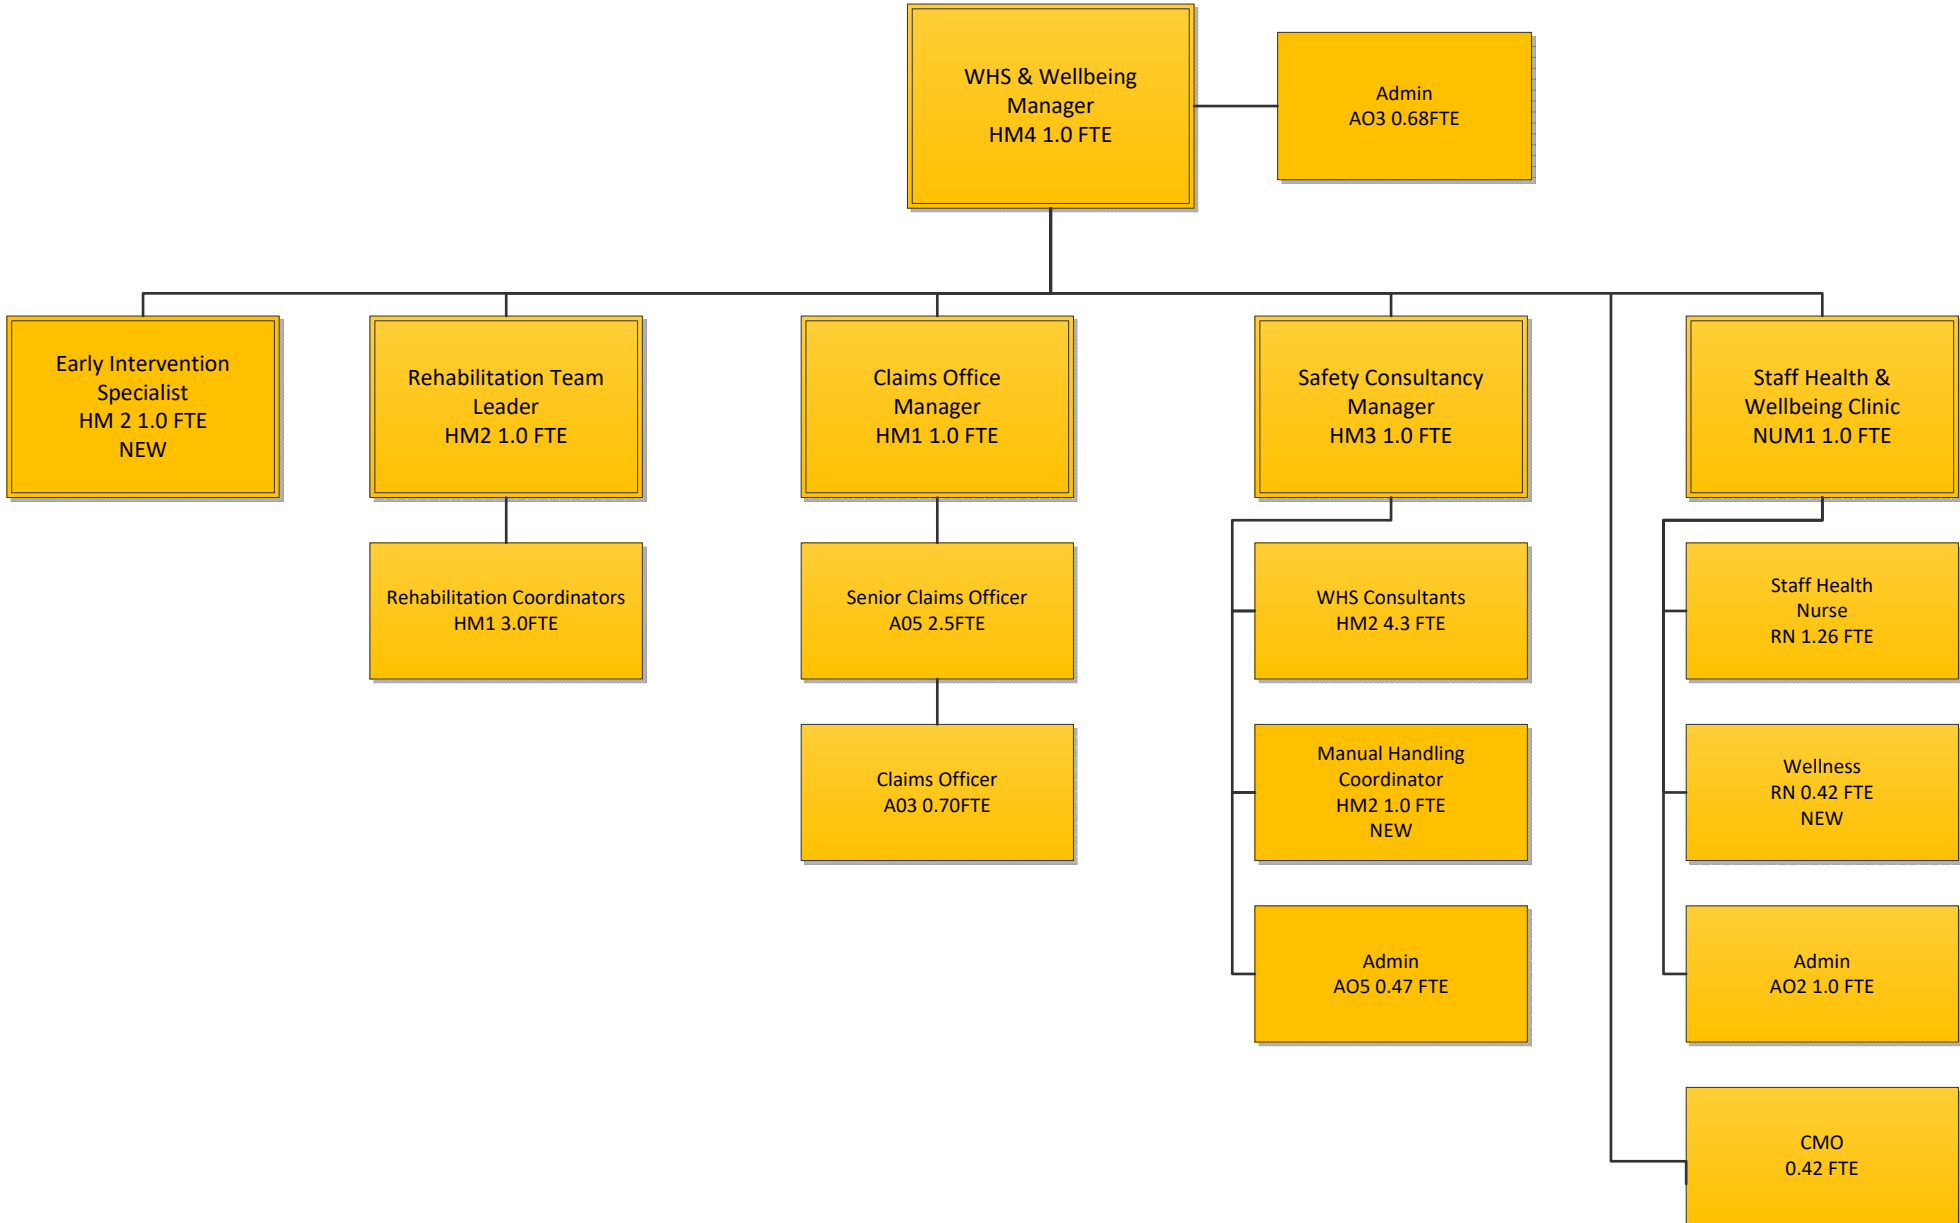 WHS & Wellbeing
Manager
HM4 1.0 FTE
Admin
AO3 0.68FTE
Early Intervention
Specialist
HM 2 1.0 FTE
NEW
Rehabilitation Team
Leader
HM2 1.0 FTE
Claims Office
Manager
HM1 1.0 FTE
Safety Consultancy
Manager
HM3 1.0 FTE
Staff Health &
Wellbeing Clinic
NUM1 1.0 FTE
Rehabilitation Coordinators
HM1 3.0FTE
Senior Claims Officer
A05 2.5FTE
WHS Consultants
HM2 4.3 FTE
Staff Health
Nurse
RN 1.26 FTE
Claims Officer
A03 0.70FTE
Manual Handling
Coordinator
HM2 1.0 FTE
NEW
Wellness
RN 0.42 FTE
NEW
Admin
AO5 0.47 FTE
Admin
AO2 1.0 FTE
CMO
0.42 FTE